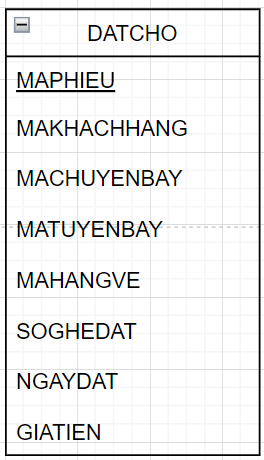 DATCHO
MAPHIEU
MAKHACHHANG
MACHUYENBAY
MATUYENBAY
MAHANGVE
SOGHEDAT
NGAYDAT
GIATIEN